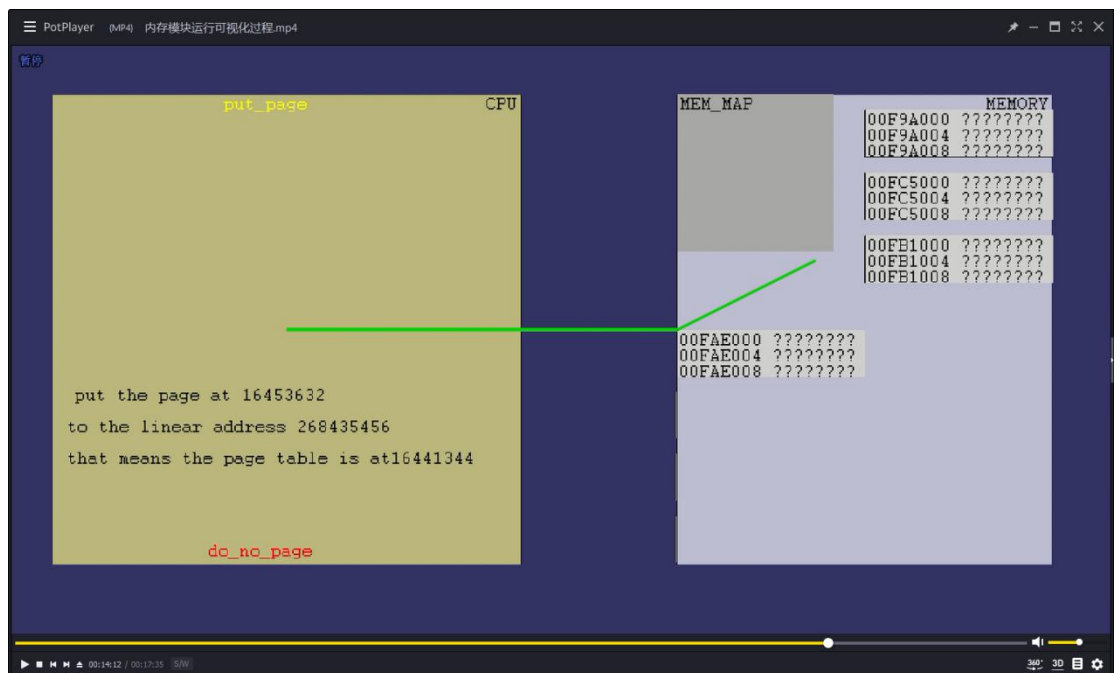 PotPlayer (MP4) 内存模块运行可视化过程.mp4
暂停
put_page CPU
put the page at 16453632
to the linear address 268435456
that means the page table is at16441344
do_no_page
MEM_MAP MEMORY
00F9A000 ????????
00F9A004 ????????
00F9A008 ????????
00FC5000 ????????
00FC5004 ????????
00FC5008 ????????
00FB1000 ????????
00FB1004 ????????
00FB1008 ????????
00FAE000 ????????
00FAE004 ????????
00FAE008 ????????
00:14:12 / 00:17:35 S/W
360° 3D